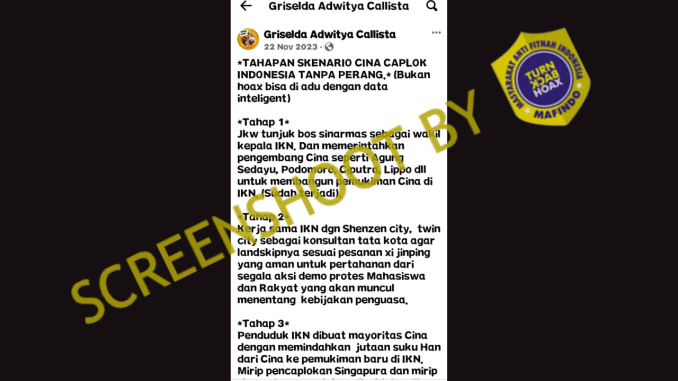 Griselda Adwitya Callista
Griselda Adwitya Callista
22 Nov 2023 ·
*TAHAPAN SKENARIO CINA CAPLOK
INDONESIA TANPA PERANG.* (Bukan
hoax bisa di adu dengan data
inteligent)
*Tahap 1*
Jkw tunjuk bos sinarmas sebagai wakil
kepala IKN. Dan memerintahkan
pengembang Cina seperti Agung
Sedayu, Podomoro, Ciputra, Lippo dll
untuk membangun pemukiman Cina di
IKN. (Sudah terjadi)
*Tahap 2*
Kerja sama IKN dgn Shenzen city, twin
city sebagai konsultan tata kota agar
landskipnya sesuai pesanan xi jinping
yang aman untuk pertahanan dari
segala aksi demo protes Mahasiswa
dan Rakyat yang akan muncul
menentang kebijakan penguasa.
*Tahap 3*
Penduduk IKN dibuat mayoritas Cina
dengan memindahkan jutaan suku Han
dari Cina ke pemukiman baru di IKN.
Mirip pencaplokan Singapura dan mirip
SCREENSHOOT BY
MASYARAKAT ANTI FITNAH INDONESIA
TURN
BACK
HOAX
MAFINDO